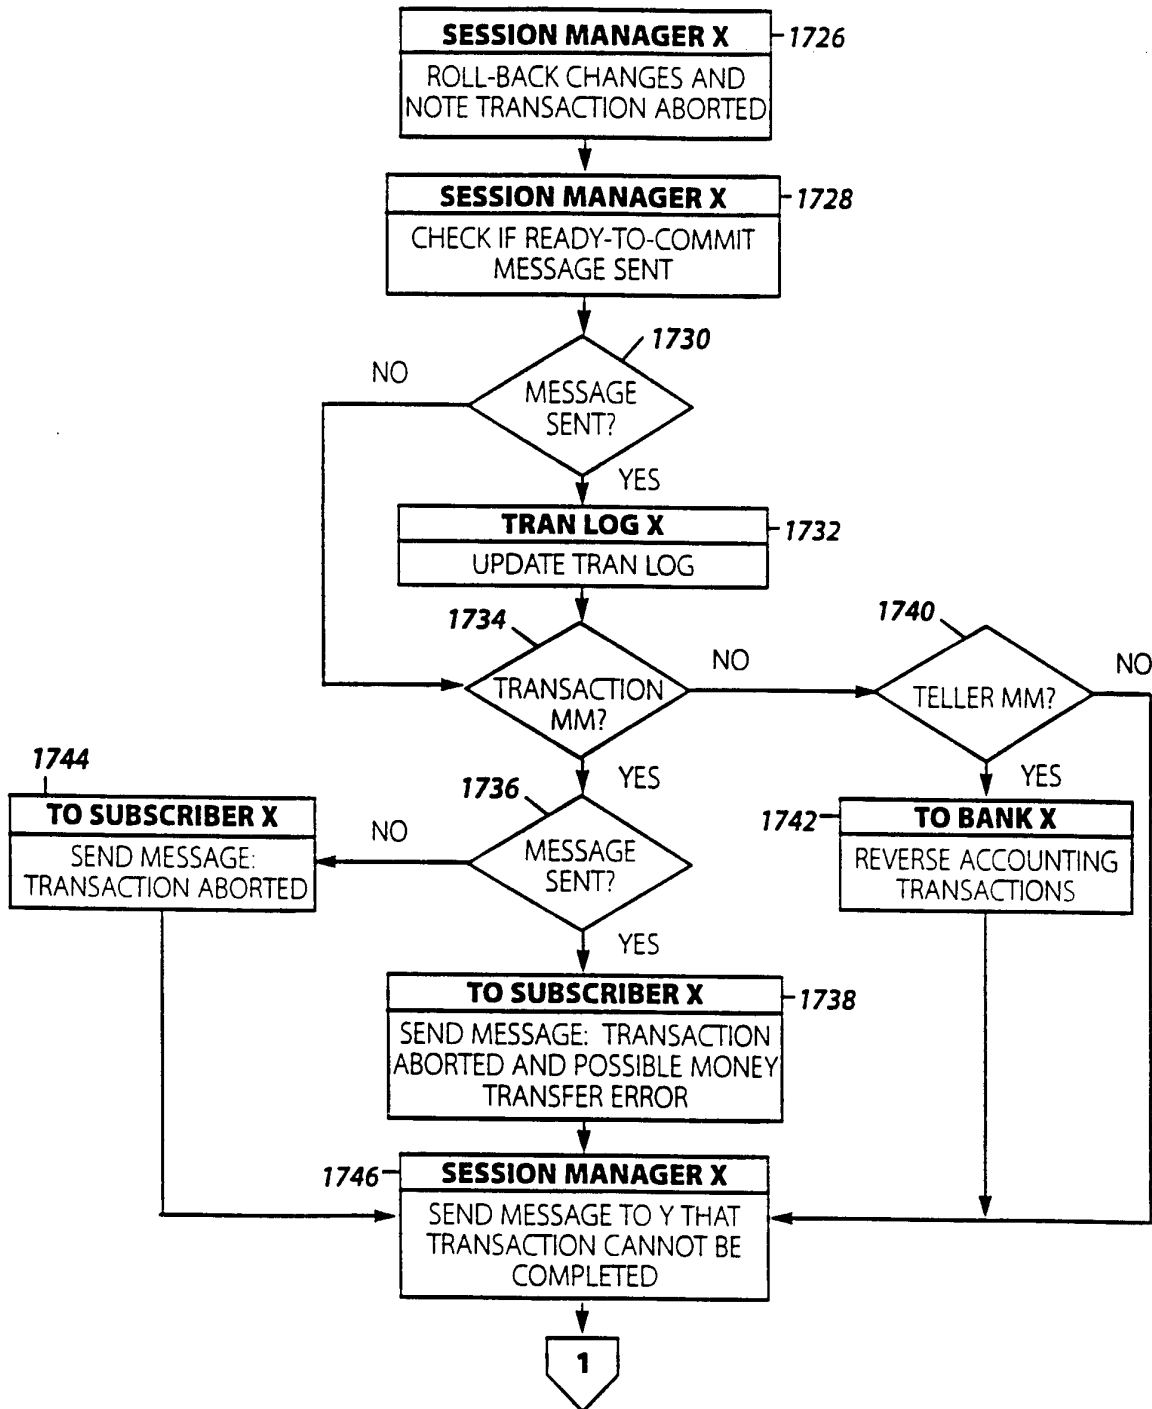 SESSION MANAGER X
1726
ROLL-BACK CHANGES AND
NOTE TRANSACTION ABORTED
SESSION MANAGER X
1728
CHECK IF READY-TO-COMMIT
MESSAGE SENT
1730
NO
MESSAGE
SENT?
YES
TRAN LOG X
1732
UPDATE TRAN LOG
1734
1740
NO
NO
TRANSACTION
MM?
TELLER MM?
1744
YES
1736
YES
TO SUBSCRIBER X
NO
1742
TO BANK X
SEND MESSAGE:
TRANSACTION ABORTED
MESSAGE
SENT?
REVERSE ACCOUNTING
TRANSACTIONS
YES
TO SUBSCRIBER X
1738
SEND MESSAGE: TRANSACTION
ABORTED AND POSSIBLE MONEY
TRANSFER ERROR
1746
SESSION MANAGER X
SEND MESSAGE TO Y THAT
TRANSACTION CANNOT BE
COMPLETED
1